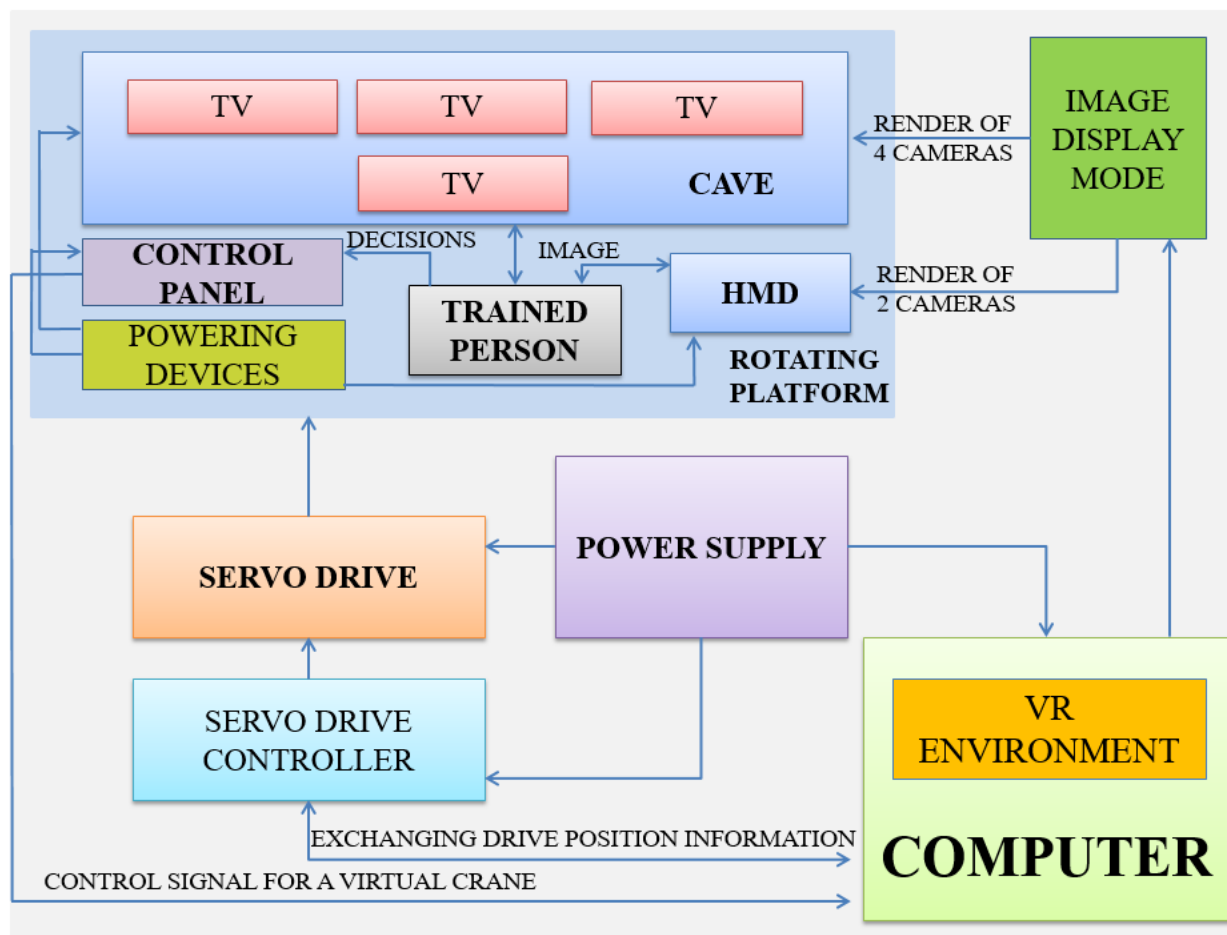 TV
TV
TV
TV
CAVE
RENDER OF
4 CAMERAS
IMAGE
DISPLAY
MODE
CONTROL
PANEL
DECISIONS
IMAGE
HMD
RENDER OF
2 CAMERAS
TRAINED
PERSON
POWERING
DEVICES
ROTATING
PLATFORM
SERVO DRIVE
POWER SUPPLY
SERVO DRIVE
CONTROLLER
VR
ENVIRONMENT
COMPUTER
EXCHANGING DRIVE POSITION INFORMATION
CONTROL SIGNAL FOR A VIRTUAL CRANE